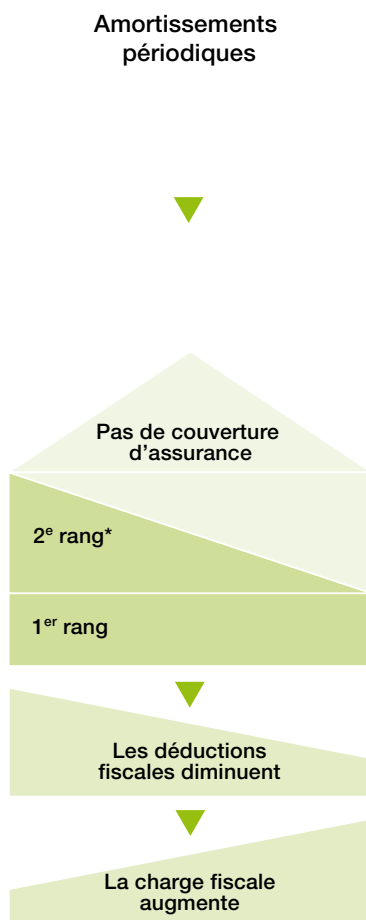 Amortissements
périodiques
Pas de couverture
d'assurance
2e rang*
1er rang
Les déductions
fiscales diminuent
La charge fiscale
augmente